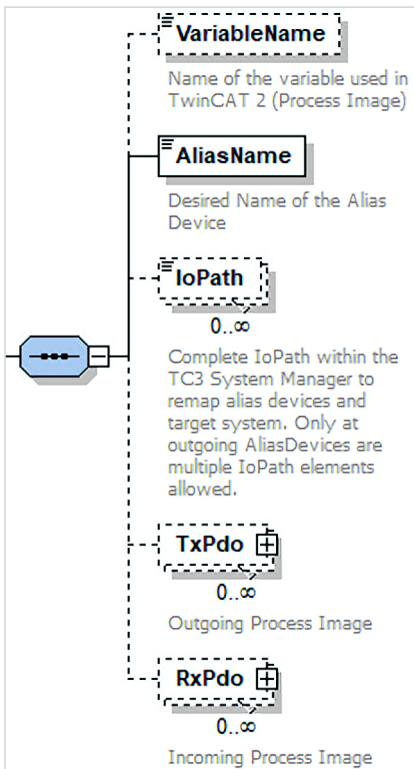 VariableName
Name of the variable used in
TwinCAT 2 (Process Image)
AliasName
Desired Name of the Alias
Device
IoPath
0..∞
Complete IoPath within the
TC3 System Manager to
remap alias devices and
target system. Only at
outgoing AliasDevices are
multiple IoPath elements
allowed.
TxPdo
0..∞
Outgoing Process Image
RxPdo
0..∞
Incoming Process Image